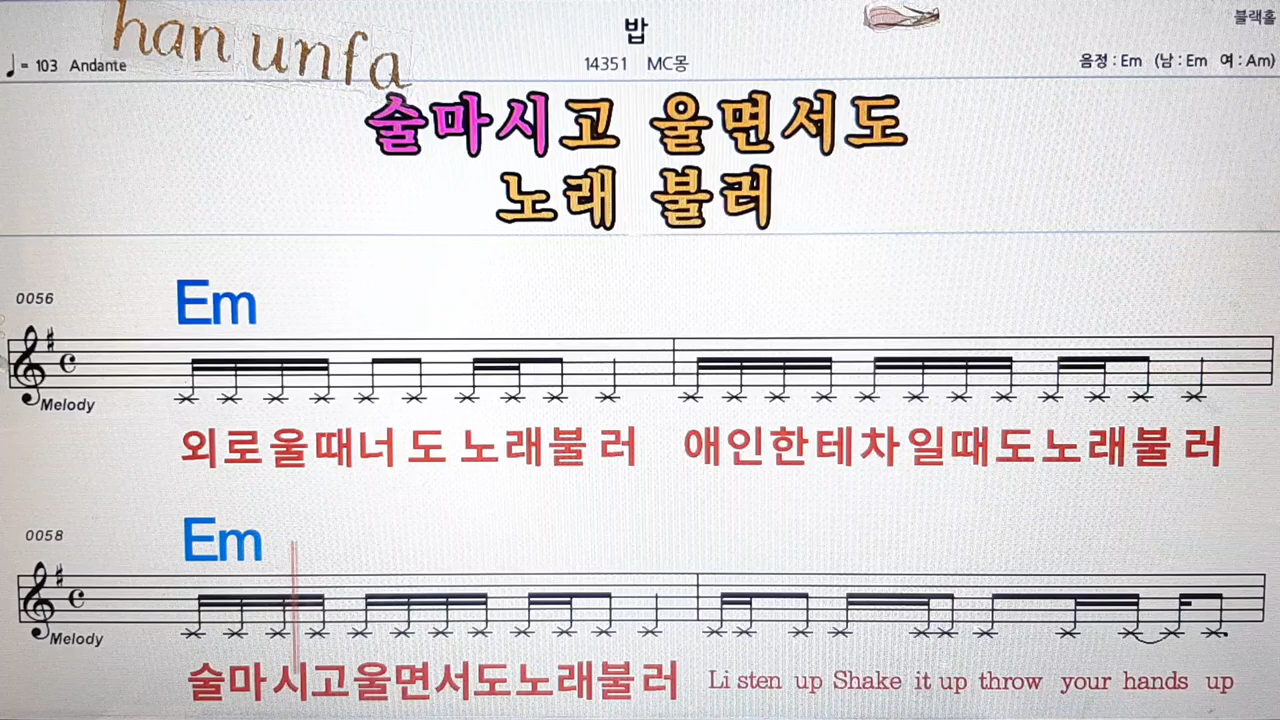 han unfa
밥
블랙홀
♩= 103 Andante
14351 MC몽
음정 : Em (남 : Em 여 : Am)
술마시고 울면서도
노래 불러
0056
Em
Melody
외로울때너도노래불러 애인한테차일때도노래불러
0058
Em
Melody
술마시고울면서도노래불러 Li sten up Shake it up throw your hands up